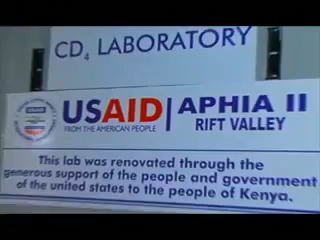 CD₄ LABORATORY
USAID
FROM THE AMERICAN PEOPLE
APHIA II
RIFT VALLEY
This lab was renovated through the
generous support of the people and government
of the united states to the people of Kenya.